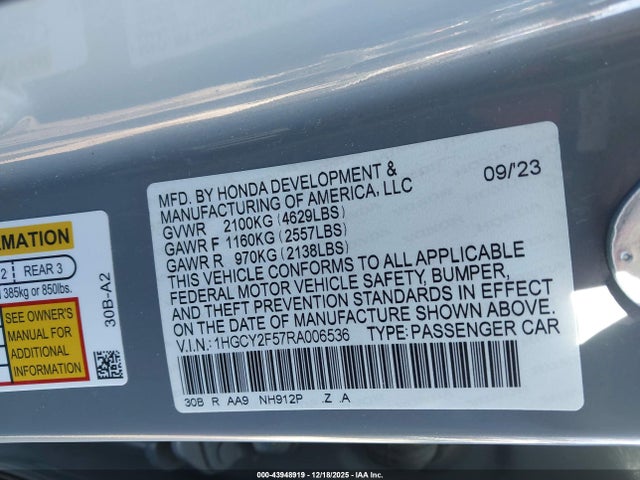 MFD. BY HONDA DEVELOPMENT & 09/'23
MANUFACTURING OF AMERICA, LLC
GVWR 2100KG (4629LBS)
GAWR F 1160KG (2557LBS)
GAWR R 970KG (2138LBS)
THIS VEHICLE CONFORMS TO ALL APPLICABLE
FEDERAL MOTOR VEHICLE SAFETY, BUMPER,
AND THEFT PREVENTION STANDARDS IN EFFECT
ON THE DATE OF MANUFACTURE SHOWN ABOVE.
V.I.N.: 1HGCY2F57RA006536 TYPE: PASSENGER CAR
30B R AA9 NH912P .Z .A
RMATION
2 REAR 3
385kg or 850lbs.
SEE OWNER'S
MANUAL FOR
ADDITIONAL
INFORMATION
30B-A2
000-43948919 - 12/18/2025 - IAA Inc.